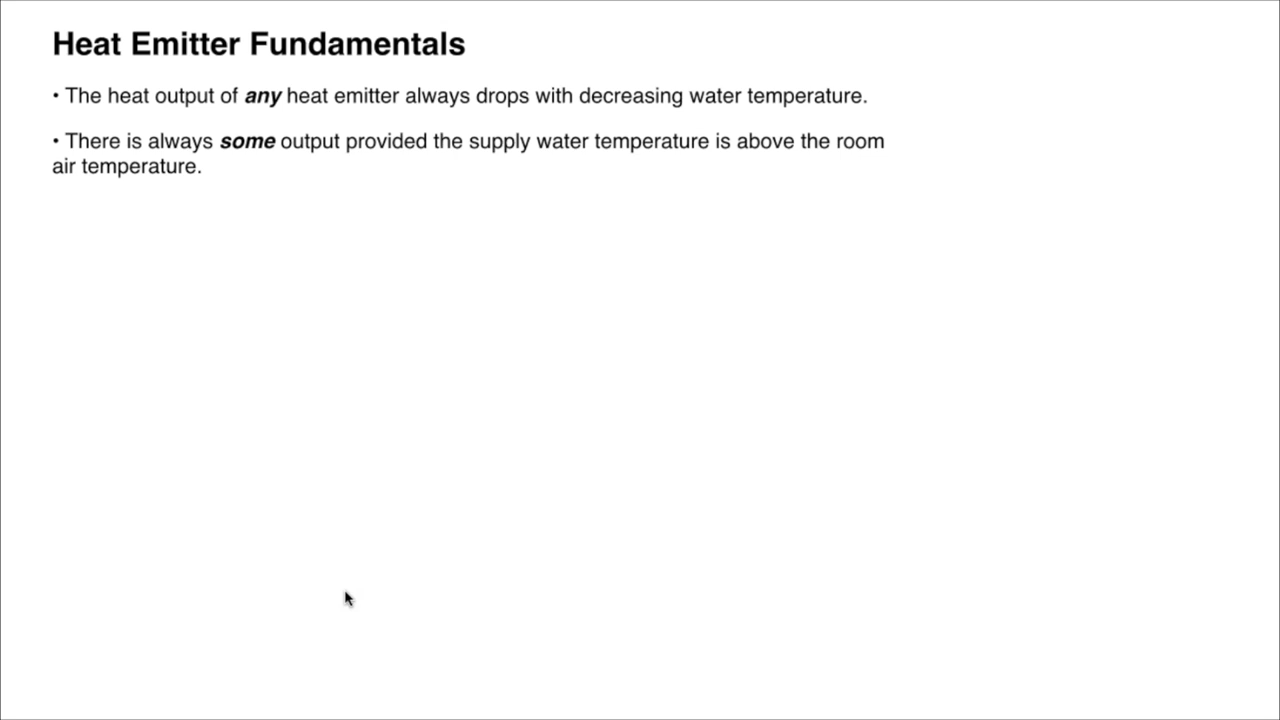 Heat Emitter Fundamentals
• The heat output of any heat emitter always drops with decreasing water temperature.
• There is always some output provided the supply water temperature is above the room
air temperature.